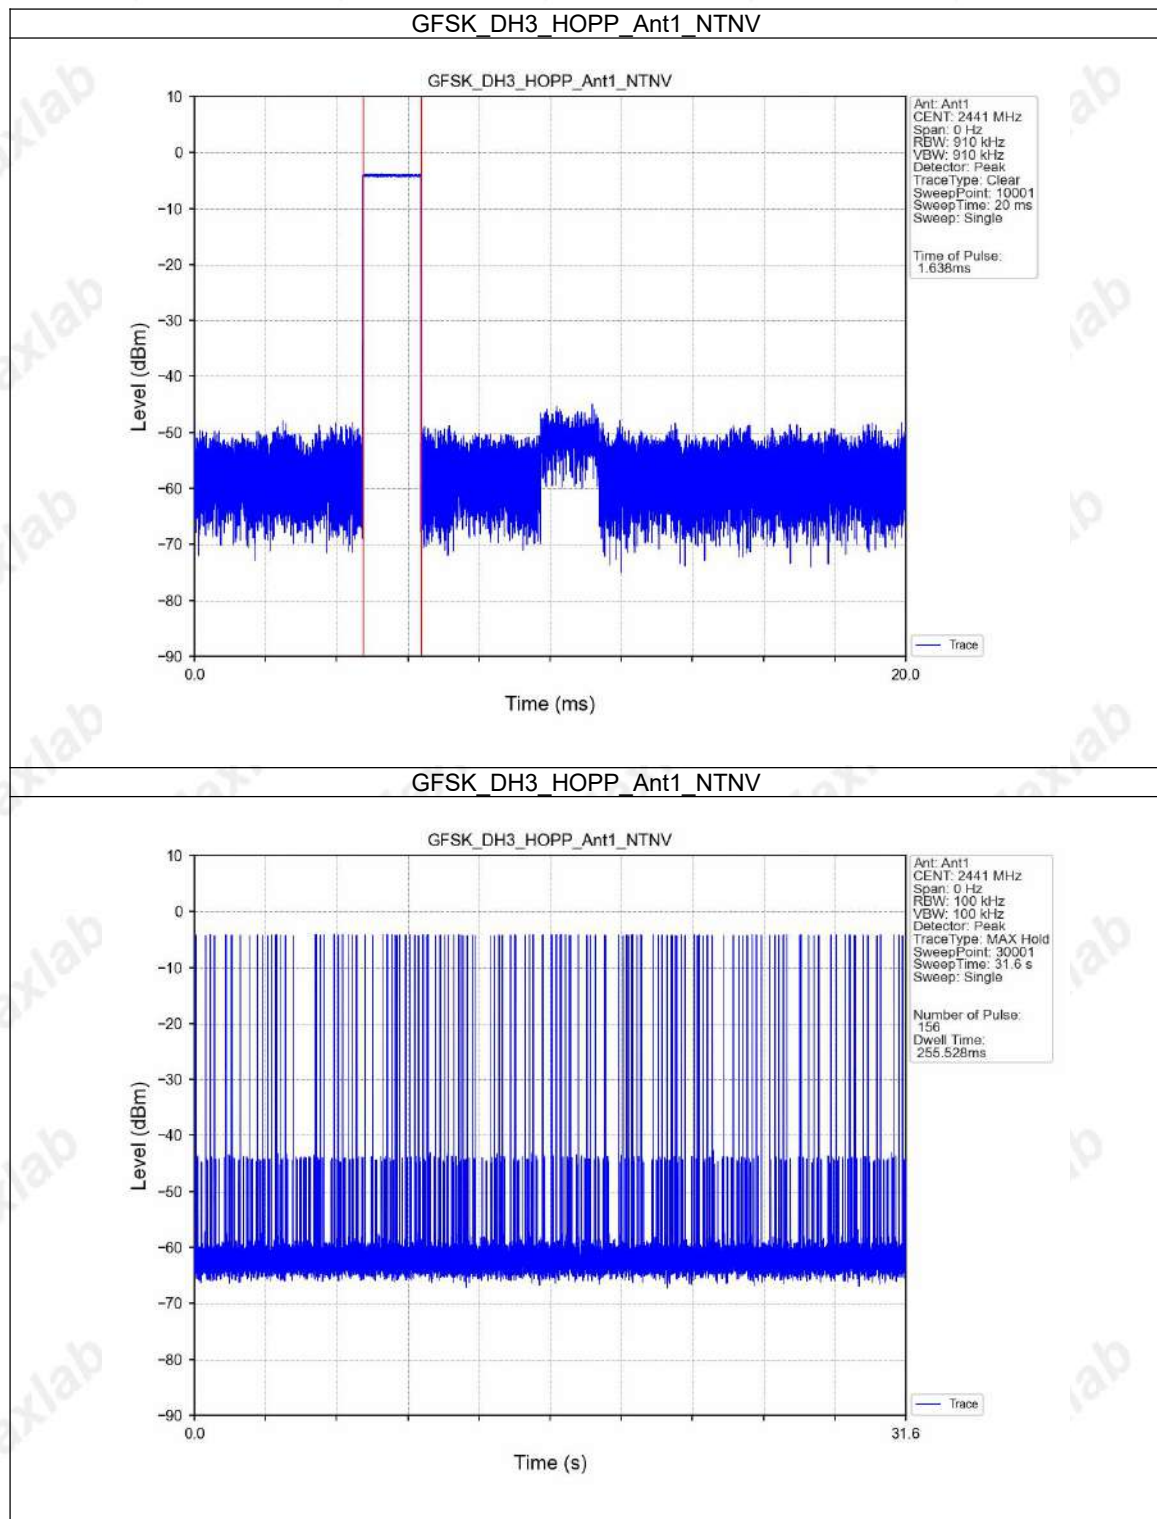 GFSK_DH3_HOPP_Ant1_NTNV
GFSK_DH3_HOPP_Ant1_NTNV
10
0
−10
−20
−30
−40
−50
−60
−70
−80
−90
Level (dBm)
0.0
20.0
Time (ms)
Ant: Ant1
CENT: 2441 MHz
Span: 0 Hz
RBW: 910 kHz
VBW: 910 kHz
Detector: Peak
TraceType: Clear
SweepPoint: 10001
SweepTime: 20 ms
Sweep: Single
Time of Pulse:
1.638ms
Trace
GFSK_DH3_HOPP_Ant1_NTNV
GFSK_DH3_HOPP_Ant1_NTNV
10
0
−10
−20
−30
−40
−50
−60
−70
−80
−90
Level (dBm)
0.0
31.6
Time (s)
Ant: Ant1
CENT: 2441 MHz
Span: 0 Hz
RBW: 100 kHz
VBW: 100 kHz
Detector: Peak
TraceType: MAX Hold
SweepPoint: 30001
SweepTime: 31.6 s
Sweep: Single
Number of Pulse:
156
Dwell Time:
255.528ms
Trace